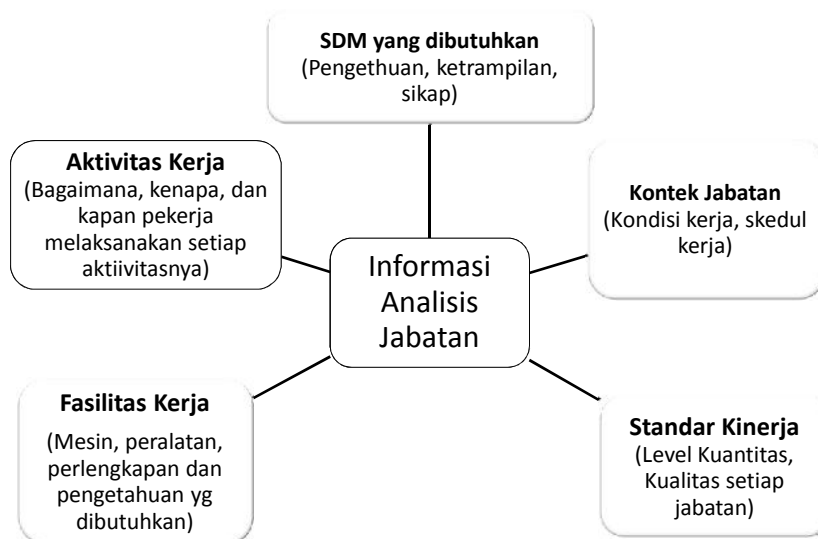 SDM yang dibutuhkan
(Pengethuan, ketrampilan,
sikap)
Aktivitas Kerja
(Bagaimana, kenapa, dan
kapan pekerja
melaksanakan setiap
aktiivitasnya)
Kontek Jabatan
(Kondisi kerja, skedul
kerja)
Informasi
Analisis
Jabatan
Fasilitas Kerja
(Mesin, peralatan,
perlengkapan dan
pengetahuan yg
dibutuhkan)
Standar Kinerja
(Level Kuantitas,
Kualitas setiap
jabatan)